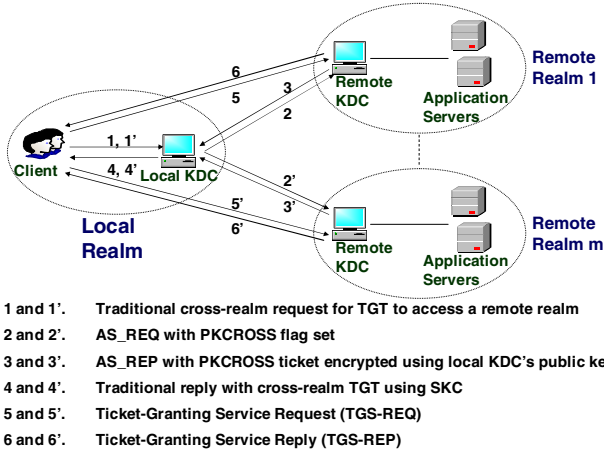 6
5
3
2
Remote
KDC
Application
Servers
Remote
Realm 1
1, 1’
Client
4, 4’
Local KDC
2’
3’
5’
6’
Local
Realm
Remote
KDC
Application
Servers
Remote
Realm m
1 and 1’. Traditional cross-realm request for TGT to access a remote realm
2 and 2’. AS_REQ with PKCROSS flag set
3 and 3’. AS_REP with PKCROSS ticket encrypted using local KDC’s public ke
4 and 4’. Traditional reply with cross-realm TGT using SKC
5 and 5’. Ticket-Granting Service Request (TGS-REQ)
6 and 6’. Ticket-Granting Service Reply (TGS-REP)